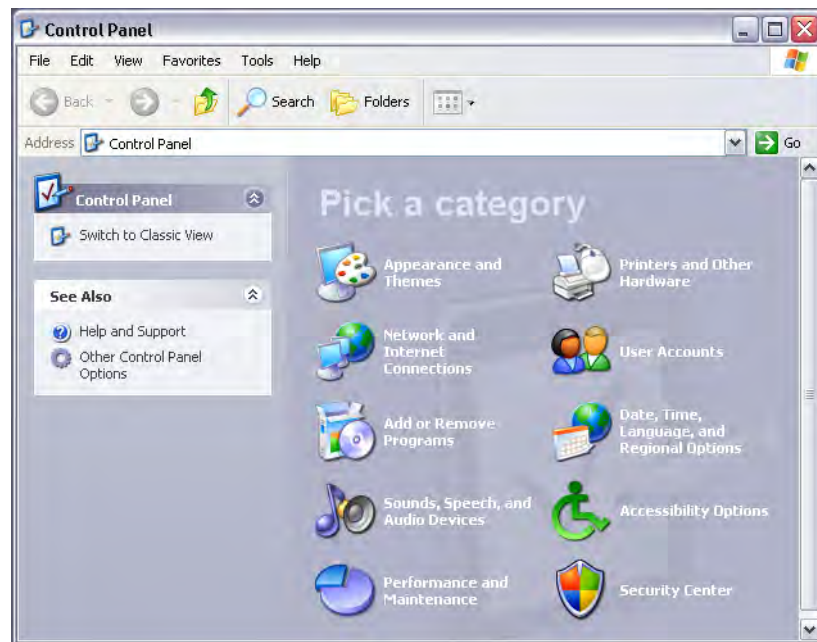 Control Panel
File Edit View Favorites Tools Help
Back Search Folders
Address Control Panel Go
Control Panel
Switch to Classic View
See Also
Help and Support
Other Control Panel
Options
Pick a category
Appearance and
Themes
Printers and Other
Hardware
Network and
Internet
Connections
User Accounts
Add or Remove
Programs
Date, Time,
Language, and
Regional Options
Sounds, Speech, and
Audio Devices
Accessibility Options
Performance and
Maintenance
Security Center